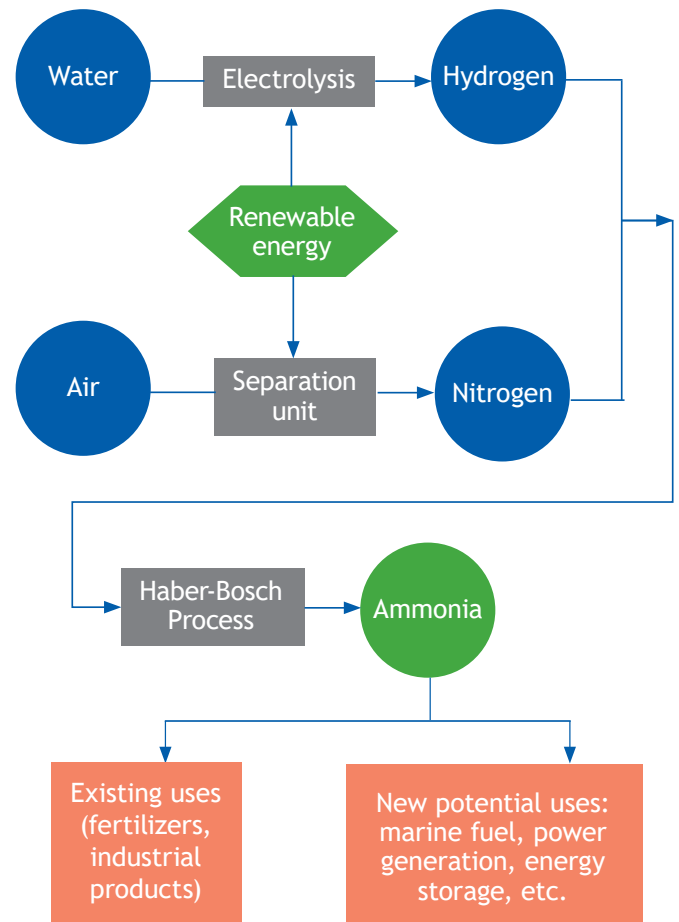 Water
Electrolysis
Hydrogen
Renewable
energy
Air
Separation
unit
Nitrogen
Haber-Bosch
Process
Ammonia
Existing uses
(fertilizers,
industrial
products)
New potential uses:
marine fuel, power
generation, energy
storage, etc.